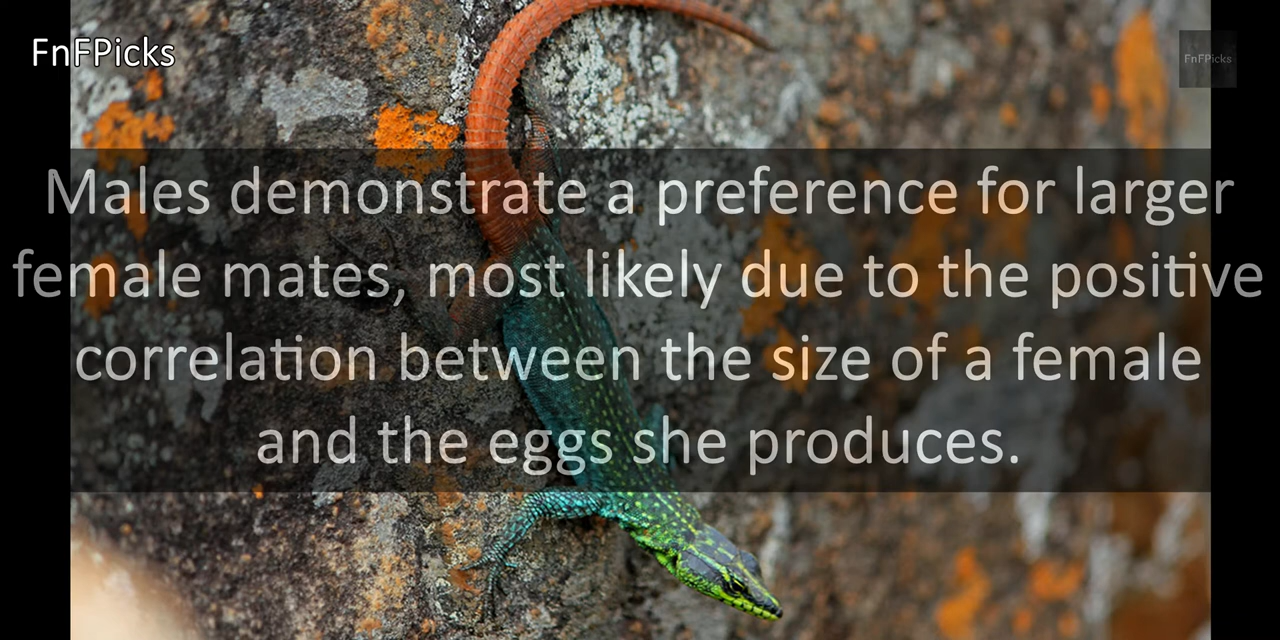 FnFPicks
FnFPicks
Males demonstrate a preference for larger
female mates, most likely due to the positive
correlation between the size of a female
and the eggs she produces.